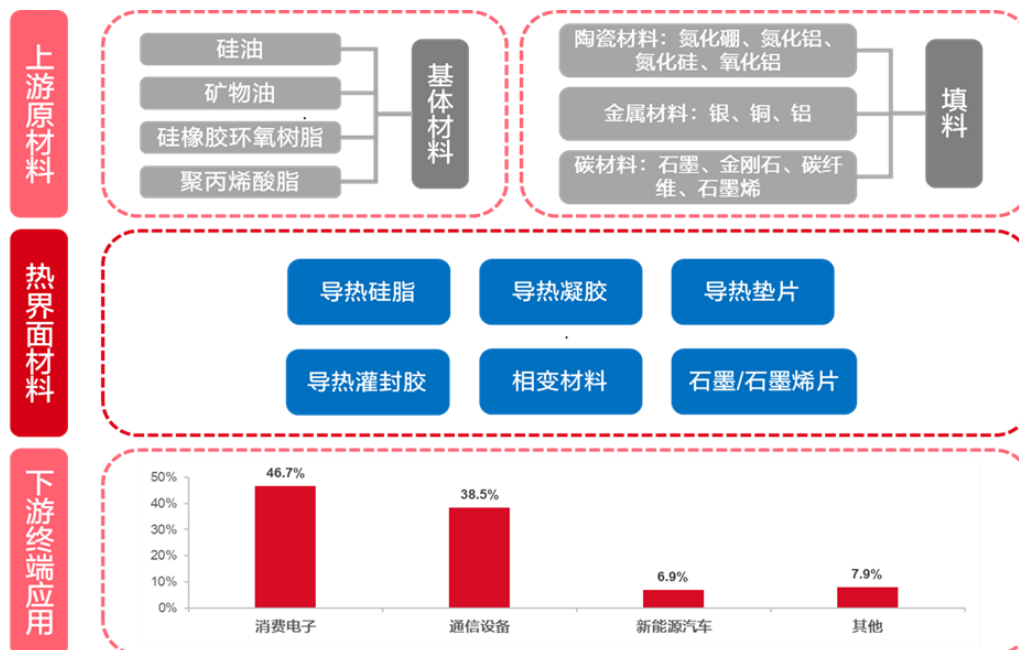 上游原材料
硅油
矿物油
硅橡胶环氧树脂
聚丙烯酸脂
基体材料
陶瓷材料：氮化硼、氮化铝、
氮化硅、氧化铝
金属材料：银、铜、铝
碳材料：石墨、金刚石、碳纤
维、石墨烯
填料
热界面材料
导热硅脂
导热凝胶
导热垫片
导热灌封胶
相变材料
石墨/石墨烯片
下游终端应用
50%
40%
30%
20%
10%
0%
46.7%
38.5%
6.9%
7.9%
消费电子
通信设备
新能源汽车
其他